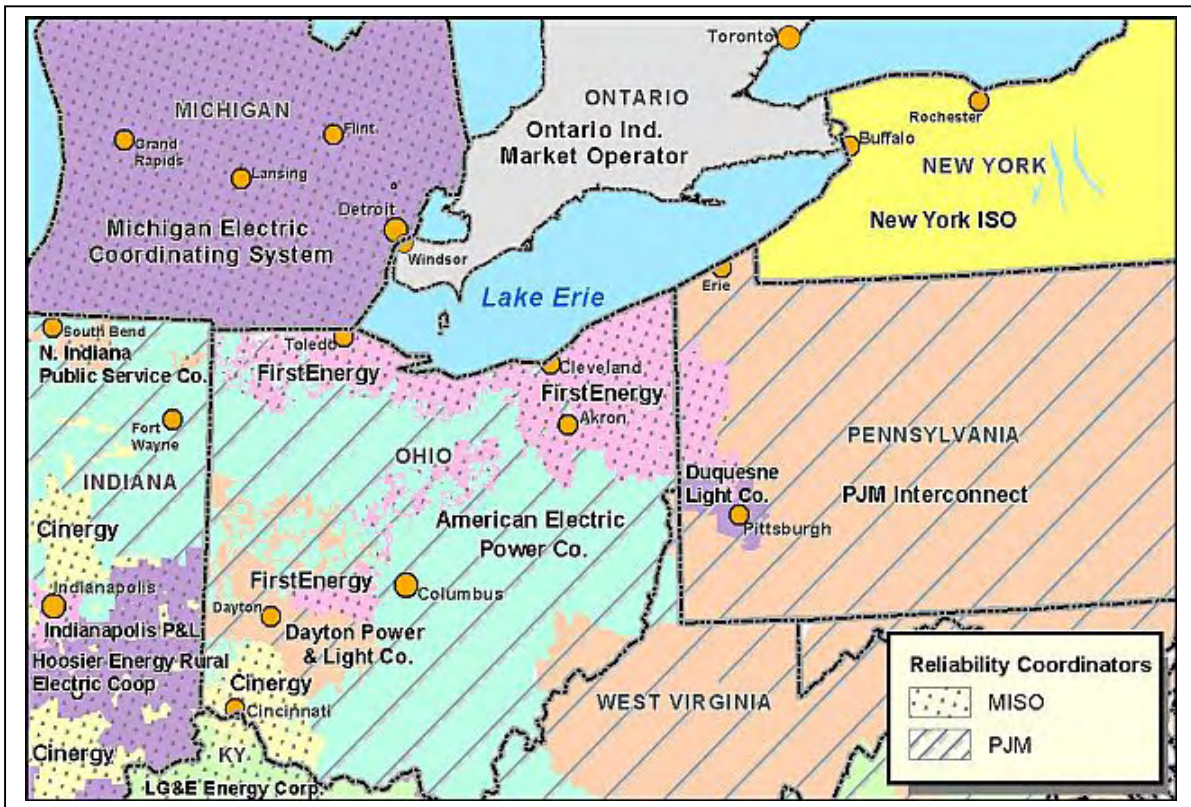 Toronto
MICHIGAN
ONTARIO
Rochester
Grand
Rapids
Flint
Ontario Ind.
Market Operator
Buffalo
Lansing
NEW YORK
Detroit
New York ISO
Michigan Electric
Coordinating System
Windsor
Erie
Lake Erie
South Bend
Toledo
N. Indiana
Public Service Co.
FirstEnergy
Cleveland
FirstEnergy
Akron
Fort
Wayne
PENNSYLVANIA
OHIO
INDIANA
Duquesne
Light Co.
PJM Interconnect
Cinergy
American Electric
Power Co.
Pittsburgh
Indianapolis
FirstEnergy
Columbus
Dayton
Indianapolis P&L
Dayton Power
& Light Co.
Hoosier Energy Rural
Electric Coop
Reliability Coordinators
Cinergy
WEST VIRGINIA
MISO
Cincinnati
PJM
Cinergy
KY
LG&E Energy Corp.